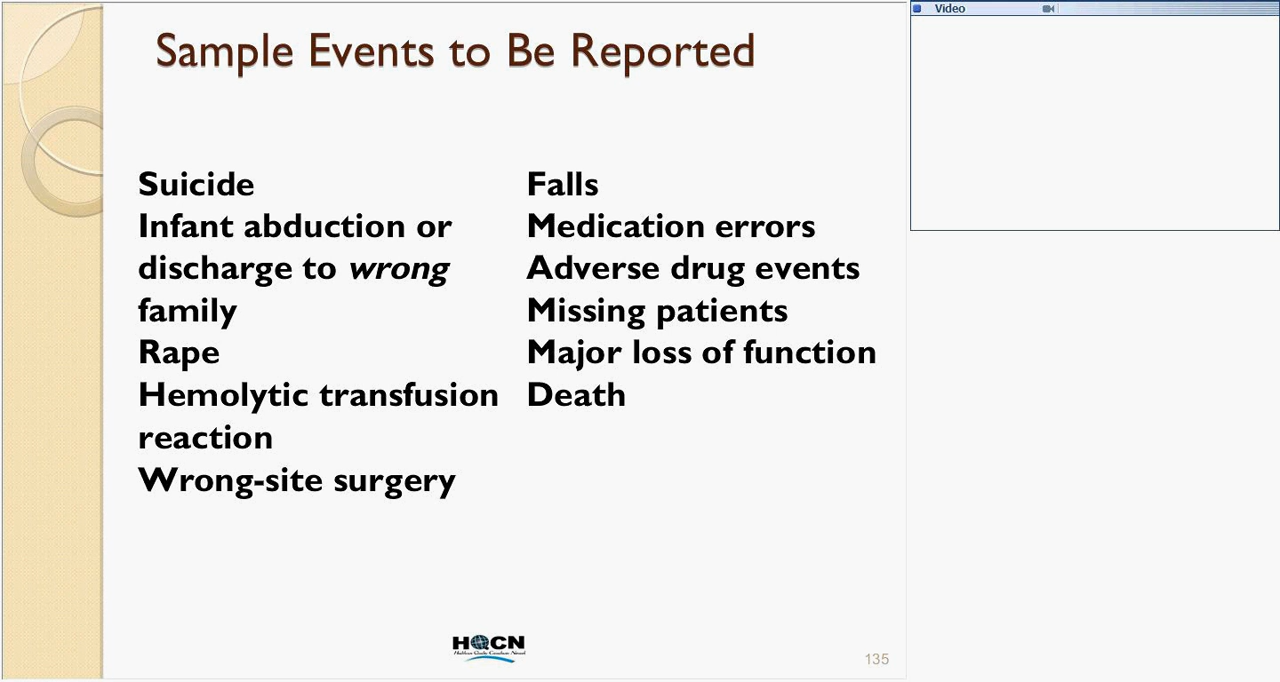 Sample Events to Be Reported
Video
Suicide
Infant abduction or
discharge to wrong
family
Rape
Hemolytic transfusion
reaction
Wrong-site surgery
Falls
Medication errors
Adverse drug events
Missing patients
Major loss of function
Death
HQCN
135